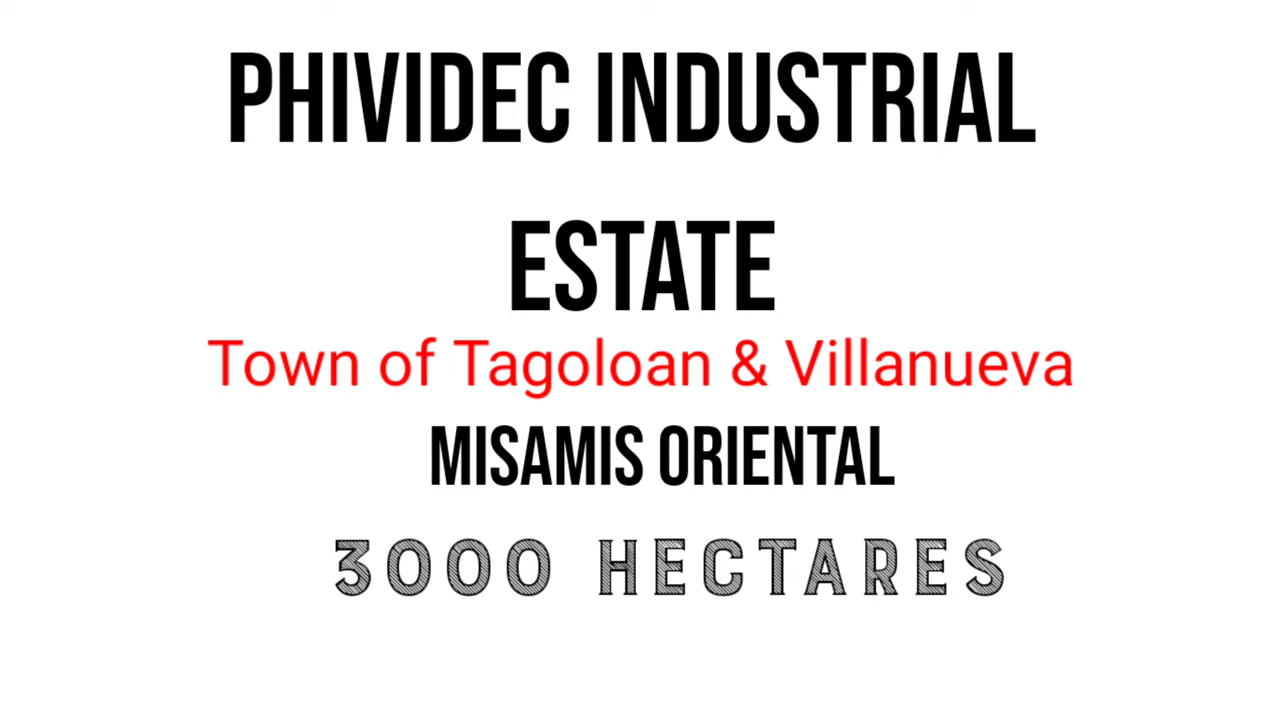 PHIVIDEC INDUSTRIAL
ESTATE
Town of Tagoloan & Villanueva
MISAMIS ORIENTAL
3000 HECTARES